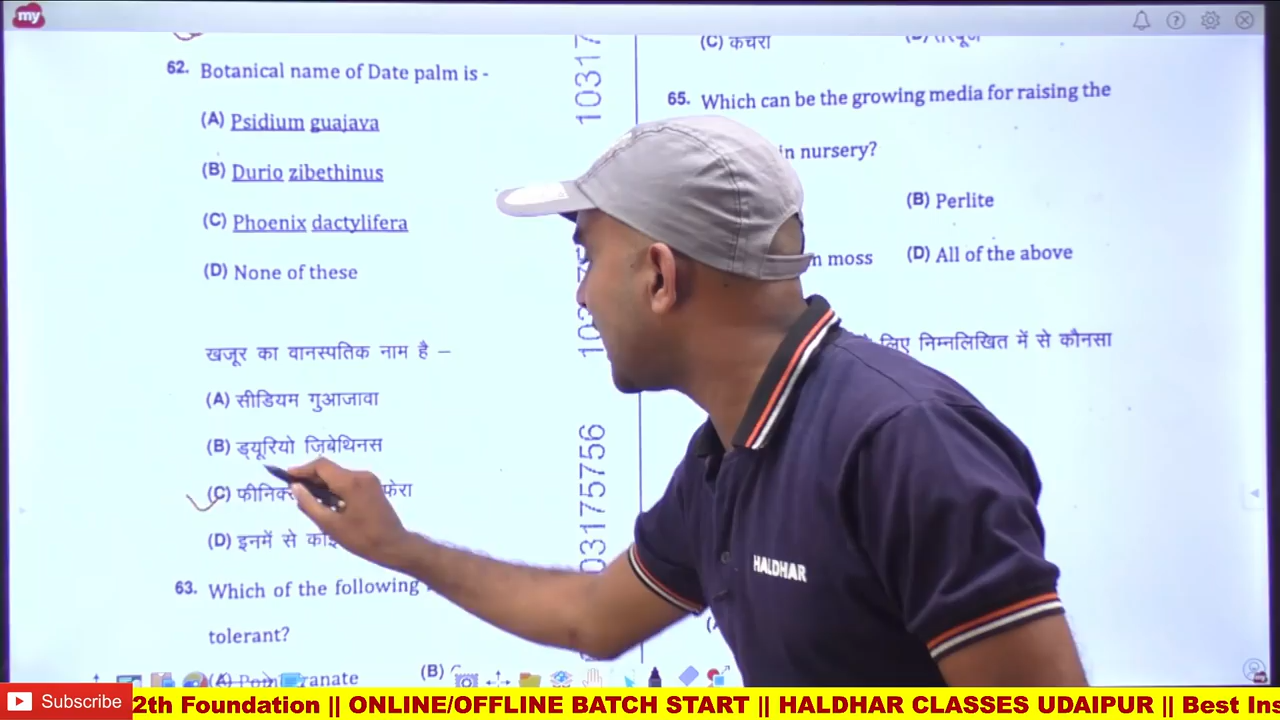 my
62. Botanical name of Date palm is -
(A) Psidium guajava
(B) Durio zibethinus
(C) Phoenix dactylifera
(D) None of these
खजूर का वानस्पतिक नाम है –
(A) सीडियम गुआजावा
(B) ड्यूरियो जिबेथिनस
(C)
(D) इनमें से
63. Which of the following
tolerant?
(A)
(B)
10317
03175756
(C) कचरा
65. Which can be the growing media for raising the
in nursery?
(B) Perlite
moss (D) All of the above
लिए निम्नलिखित में से कौनसा
HALDHAR
Subscribe
2th Foundation || ONLINE/OFFLINE BATCH START || HALDHAR CLASSES UDAIPUR || Best Ins